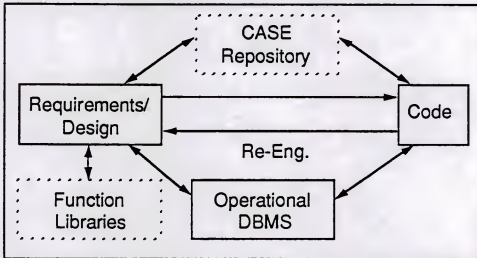 CASE
Repository
Requirements/
Design
Code
Re-Eng.
Function
Libraries
Operational
DBMS